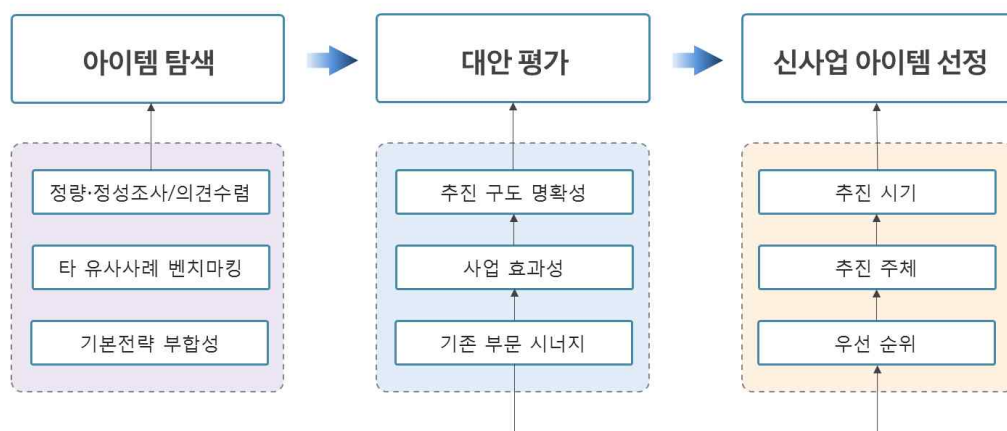 아이템 탐색
대안 평가
신사업 아이템 선정
정량·정성조사/의견수렴
타 유사사례 벤치마킹
기본전략 부합성
추진 구도 명확성
사업 효과성
기존 부문 시너지
추진 시기
추진 주체
우선 순위